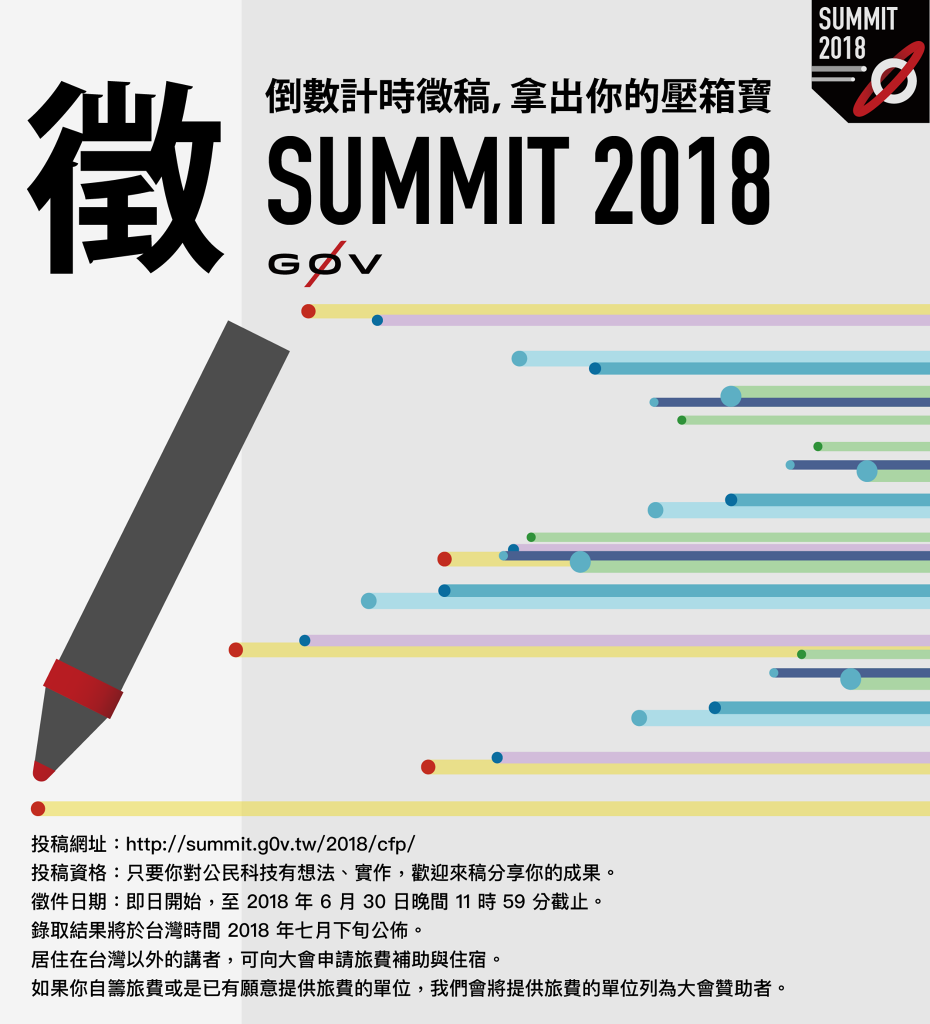 SUMMIT
2018
徵
倒數計時徵稿, 拿出你的壓箱寶
SUMMIT 2018
GØV
投稿網址：http://summit.g0v.tw/2018/cfp/
投稿資格：只要你對公民科技有想法、實作，歡迎來稿分享你的成果。
徵件日期：即日開始，至 2018 年 6 月 30 日晚間 11 時 59 分截止。
錄取結果將於台灣時間 2018 年七月下旬公佈。
居住在台灣以外的講者，可向大會申請旅費補助與住宿。
如果你自籌旅費或是已有願意提供旅費的單位，我們會將提供旅費的單位列為大會贊助者。